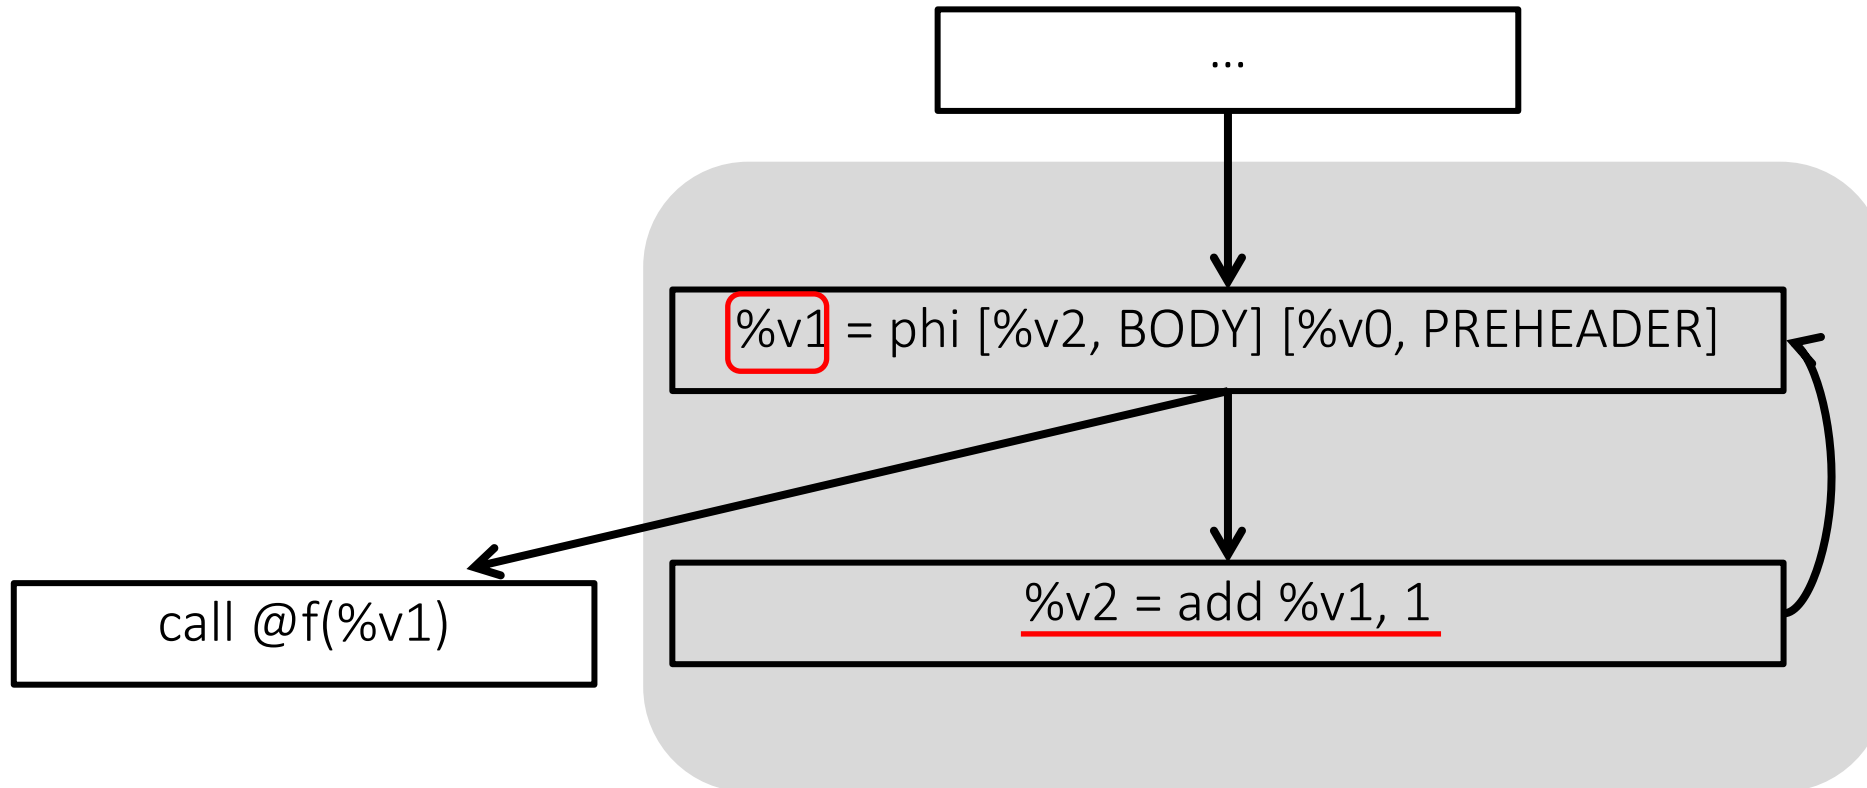 ...
%v1 = phi [%v2, BODY] [%v0, PREHEADER]
call @f(%v1)
%v2 = add %v1, 1